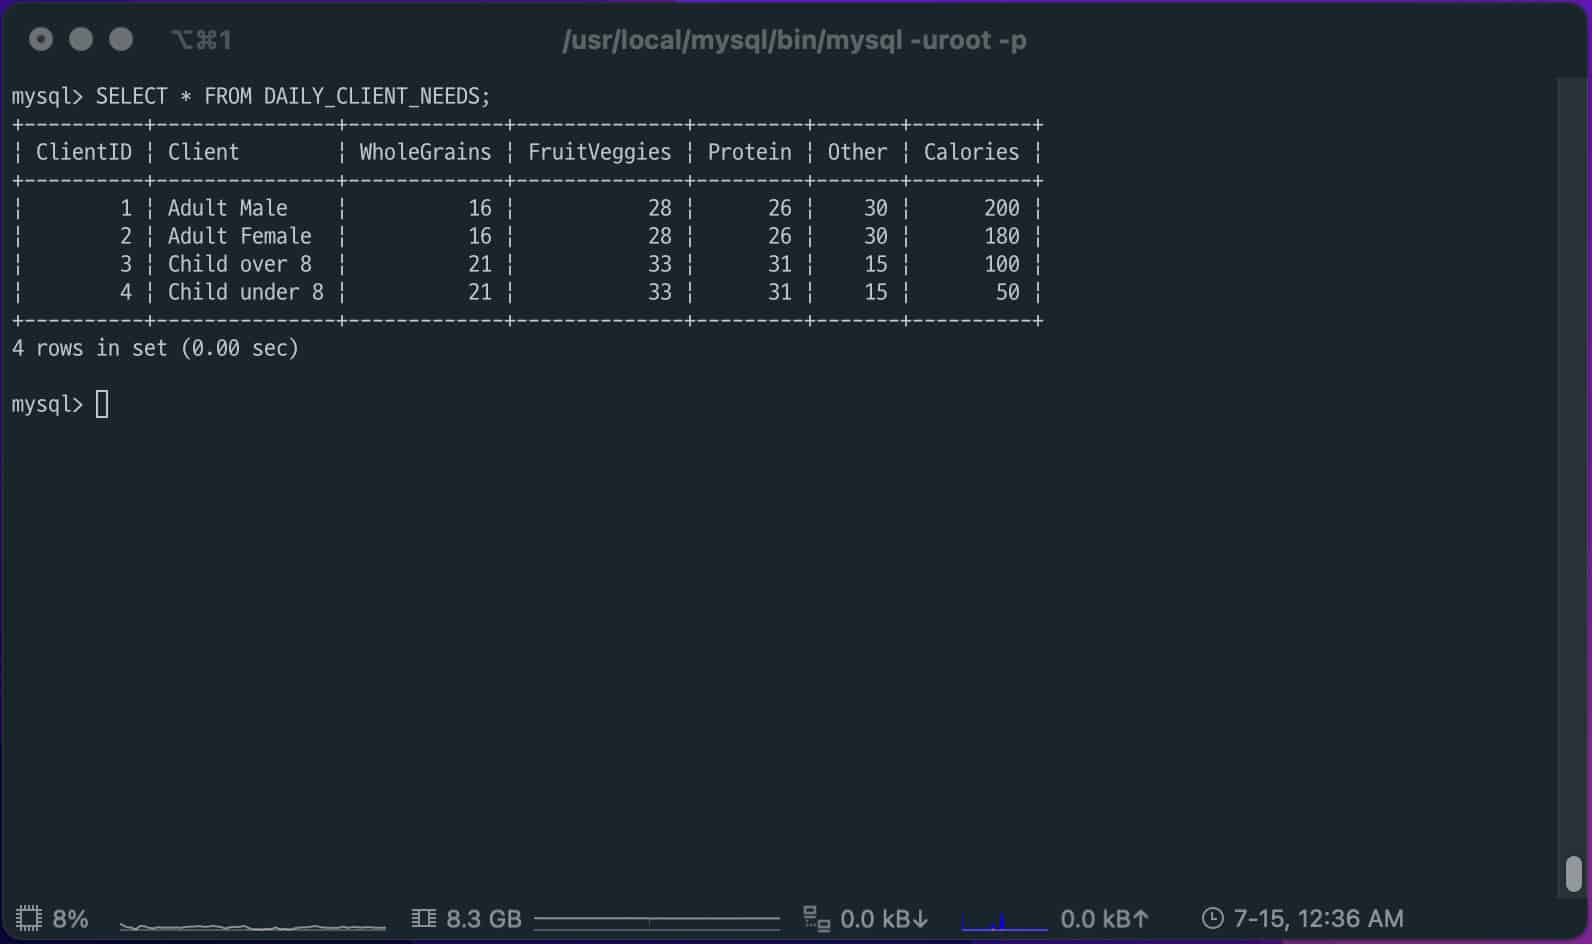 ⌥⌘1 /usr/local/mysql/bin/mysql -uroot -p
mysql> SELECT * FROM DAILY_CLIENT_NEEDS;
+----------+---------------+-------------+--------------+---------+-------+----------+
| ClientID | Client        | WholeGrains | FruitVeggies | Protein | Other | Calories |
+----------+---------------+-------------+--------------+---------+-------+----------+
|        1 | Adult Male    |          16 |           28 |      26 |    30 |      200 |
|        2 | Adult Female  |          16 |           28 |      26 |    30 |      180 |
|        3 | Child over 8  |          21 |           33 |      31 |    15 |      100 |
|        4 | Child under 8 |          21 |           33 |      31 |    15 |       50 |
+----------+---------------+-------------+--------------+---------+-------+----------+
4 rows in set (0.00 sec)
mysql>
8% 8.3 GB 0.0 kB↓ 0.0 kB↑ 7-15, 12:36 AM